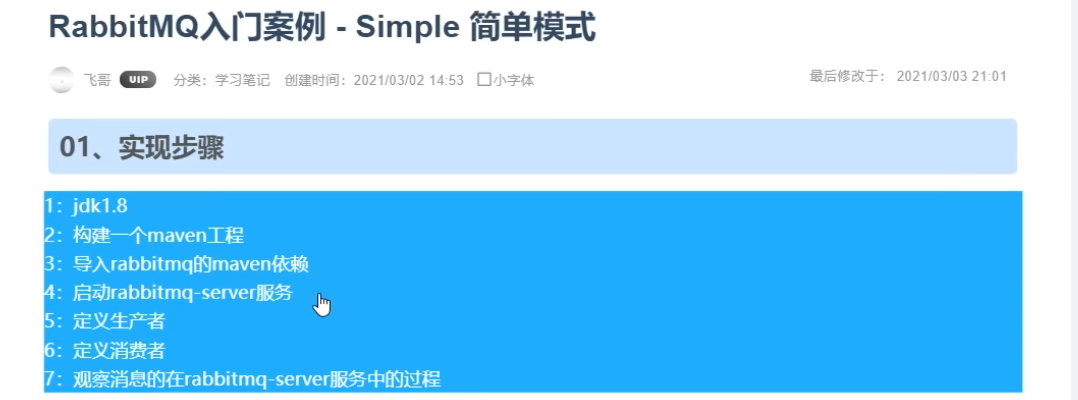 RabbitMQ入门案例 - Simple 简单模式
飞哥 UIP 分类：学习笔记 创建时间：2021/03/02 14:53 小字体 最后修改于： 2021/03/03 21:01
01、实现步骤
1：jdk1.8
2：构建一个maven工程
3：导入rabbitmq的maven依赖
4：启动rabbitmq-server服务
5：定义生产者
6：定义消费者
7：观察消息的在rabbitmq-server服务中的过程